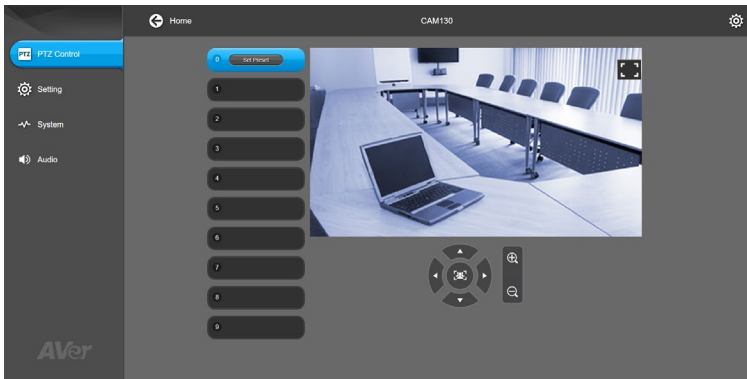 Home
CAM130
PTZ PTZ Control
Setting
System
Audio
0 Set Preset
1
2
3
4
5
6
7
8
9
AVer